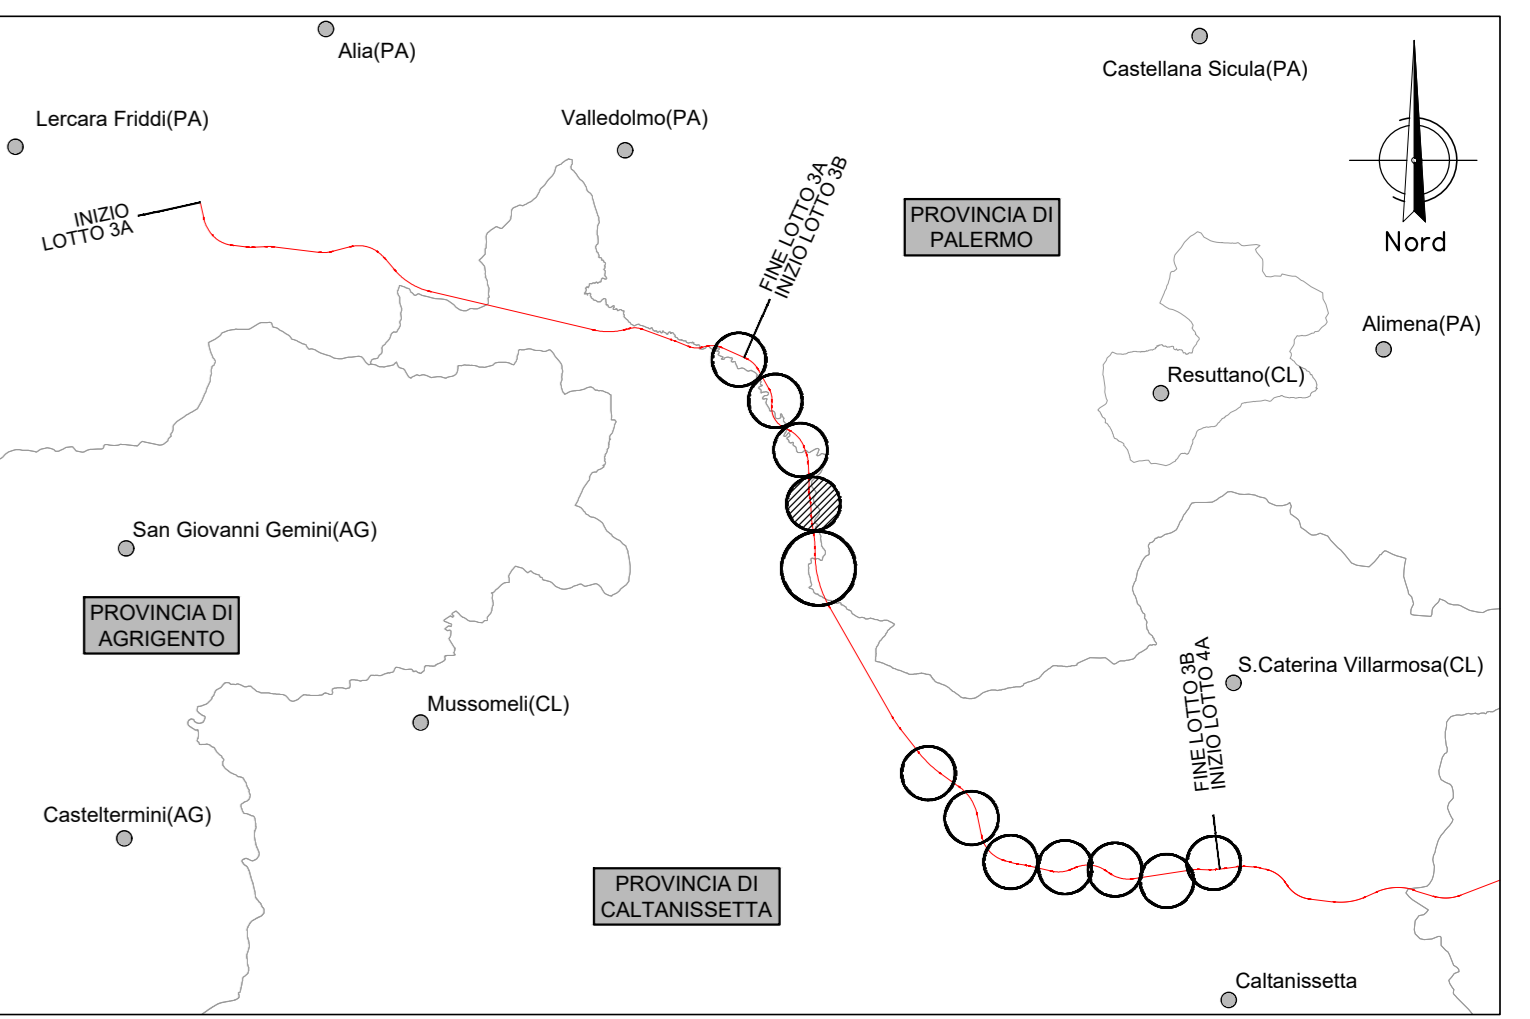 Alia(PA)
Castellana Sicula(PA)
Lercara Friddi(PA)
Valledolmo(PA)
INIZIO
LOTTO 3A
FINE LOTTO 3A
INIZIO LOTTO 3B
PROVINCIA DI
PALERMO
Nord
Alimena(PA)
Resuttano(CL)
San Giovanni Gemini(AG)
PROVINCIA DI
AGRIGENTO
Mussomeli(CL)
S.Caterina Villarmosa(CL)
FINE LOTTO 3B
INIZIO LOTTO 4A
Casteltermini(AG)
PROVINCIA DI
CALTANISSETTA
Caltanissetta